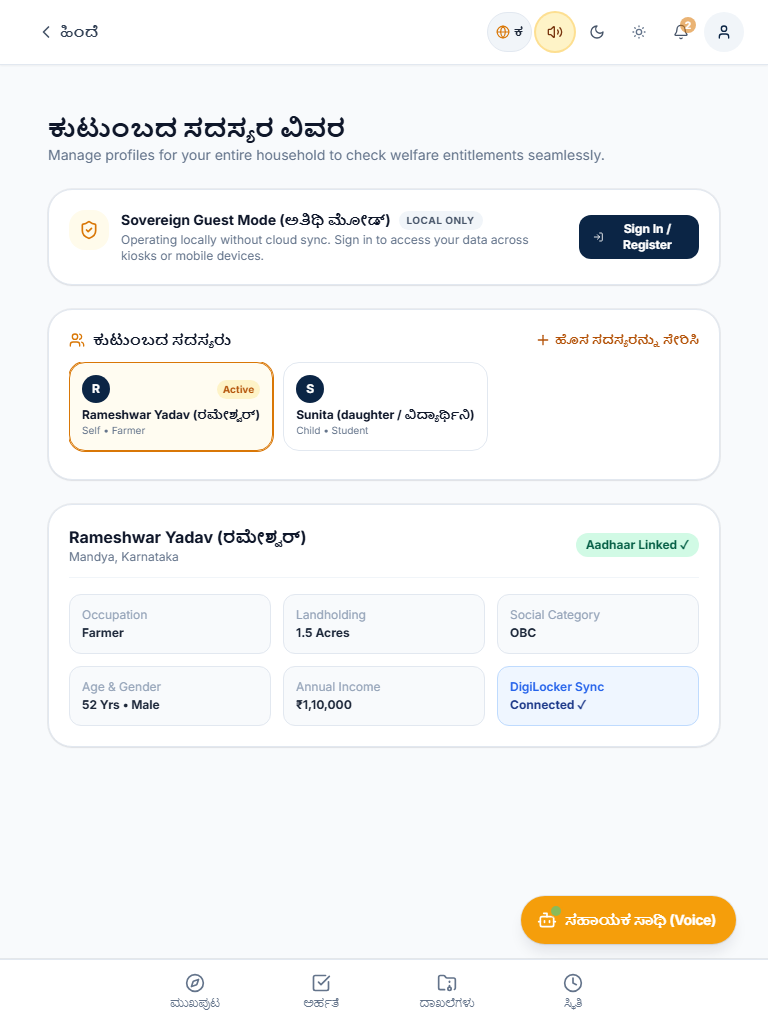 ಹಿಂದೆ
ಕ
2
ಕುಟುಂಬದ ಸದಸ್ಯರ ವಿವರ
Manage profiles for your entire household to check welfare entitlements seamlessly.
Sovereign Guest Mode (ಅತಿಥಿ ಮೋಡ್) LOCAL ONLY
Operating locally without cloud sync. Sign in to access your data across
kiosks or mobile devices.
Sign In /
Register
ಕುಟುಂಬದ ಸದಸ್ಯರು
+ ಹೊಸ ಸದಸ್ಯರನ್ನು ಸೇರಿಸಿ
R
Active
Rameshwar Yadav (ರಮೇಶ್ವರ್)
Self • Farmer
S
Sunita (daughter / ವಿದ್ಯಾರ್ಥಿನಿ)
Child • Student
Rameshwar Yadav (ರಮೇಶ್ವರ್)
Mandya, Karnataka
Aadhaar Linked ✓
Occupation
Farmer
Landholding
1.5 Acres
Social Category
OBC
Age & Gender
52 Yrs • Male
Annual Income
₹1,10,000
DigiLocker Sync
Connected ✓
ಸಹಾಯಕ ಸಾಥಿ (Voice)
ಮುಖಪುಟ
ಅರ್ಹತೆ
ದಾಖಲೆಗಳು
ಸ್ಥಿತಿ